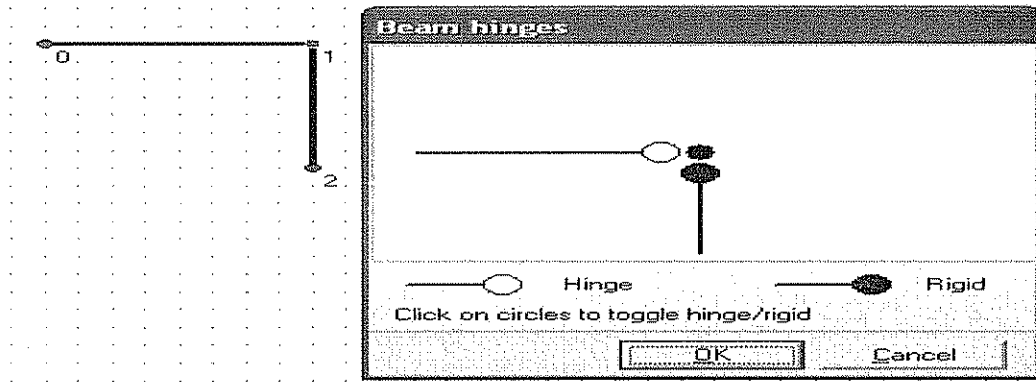 Beam hinges
0 1
2
Hinge Rigid
Click on circles to toggle hinge/rigid
OK Cancel